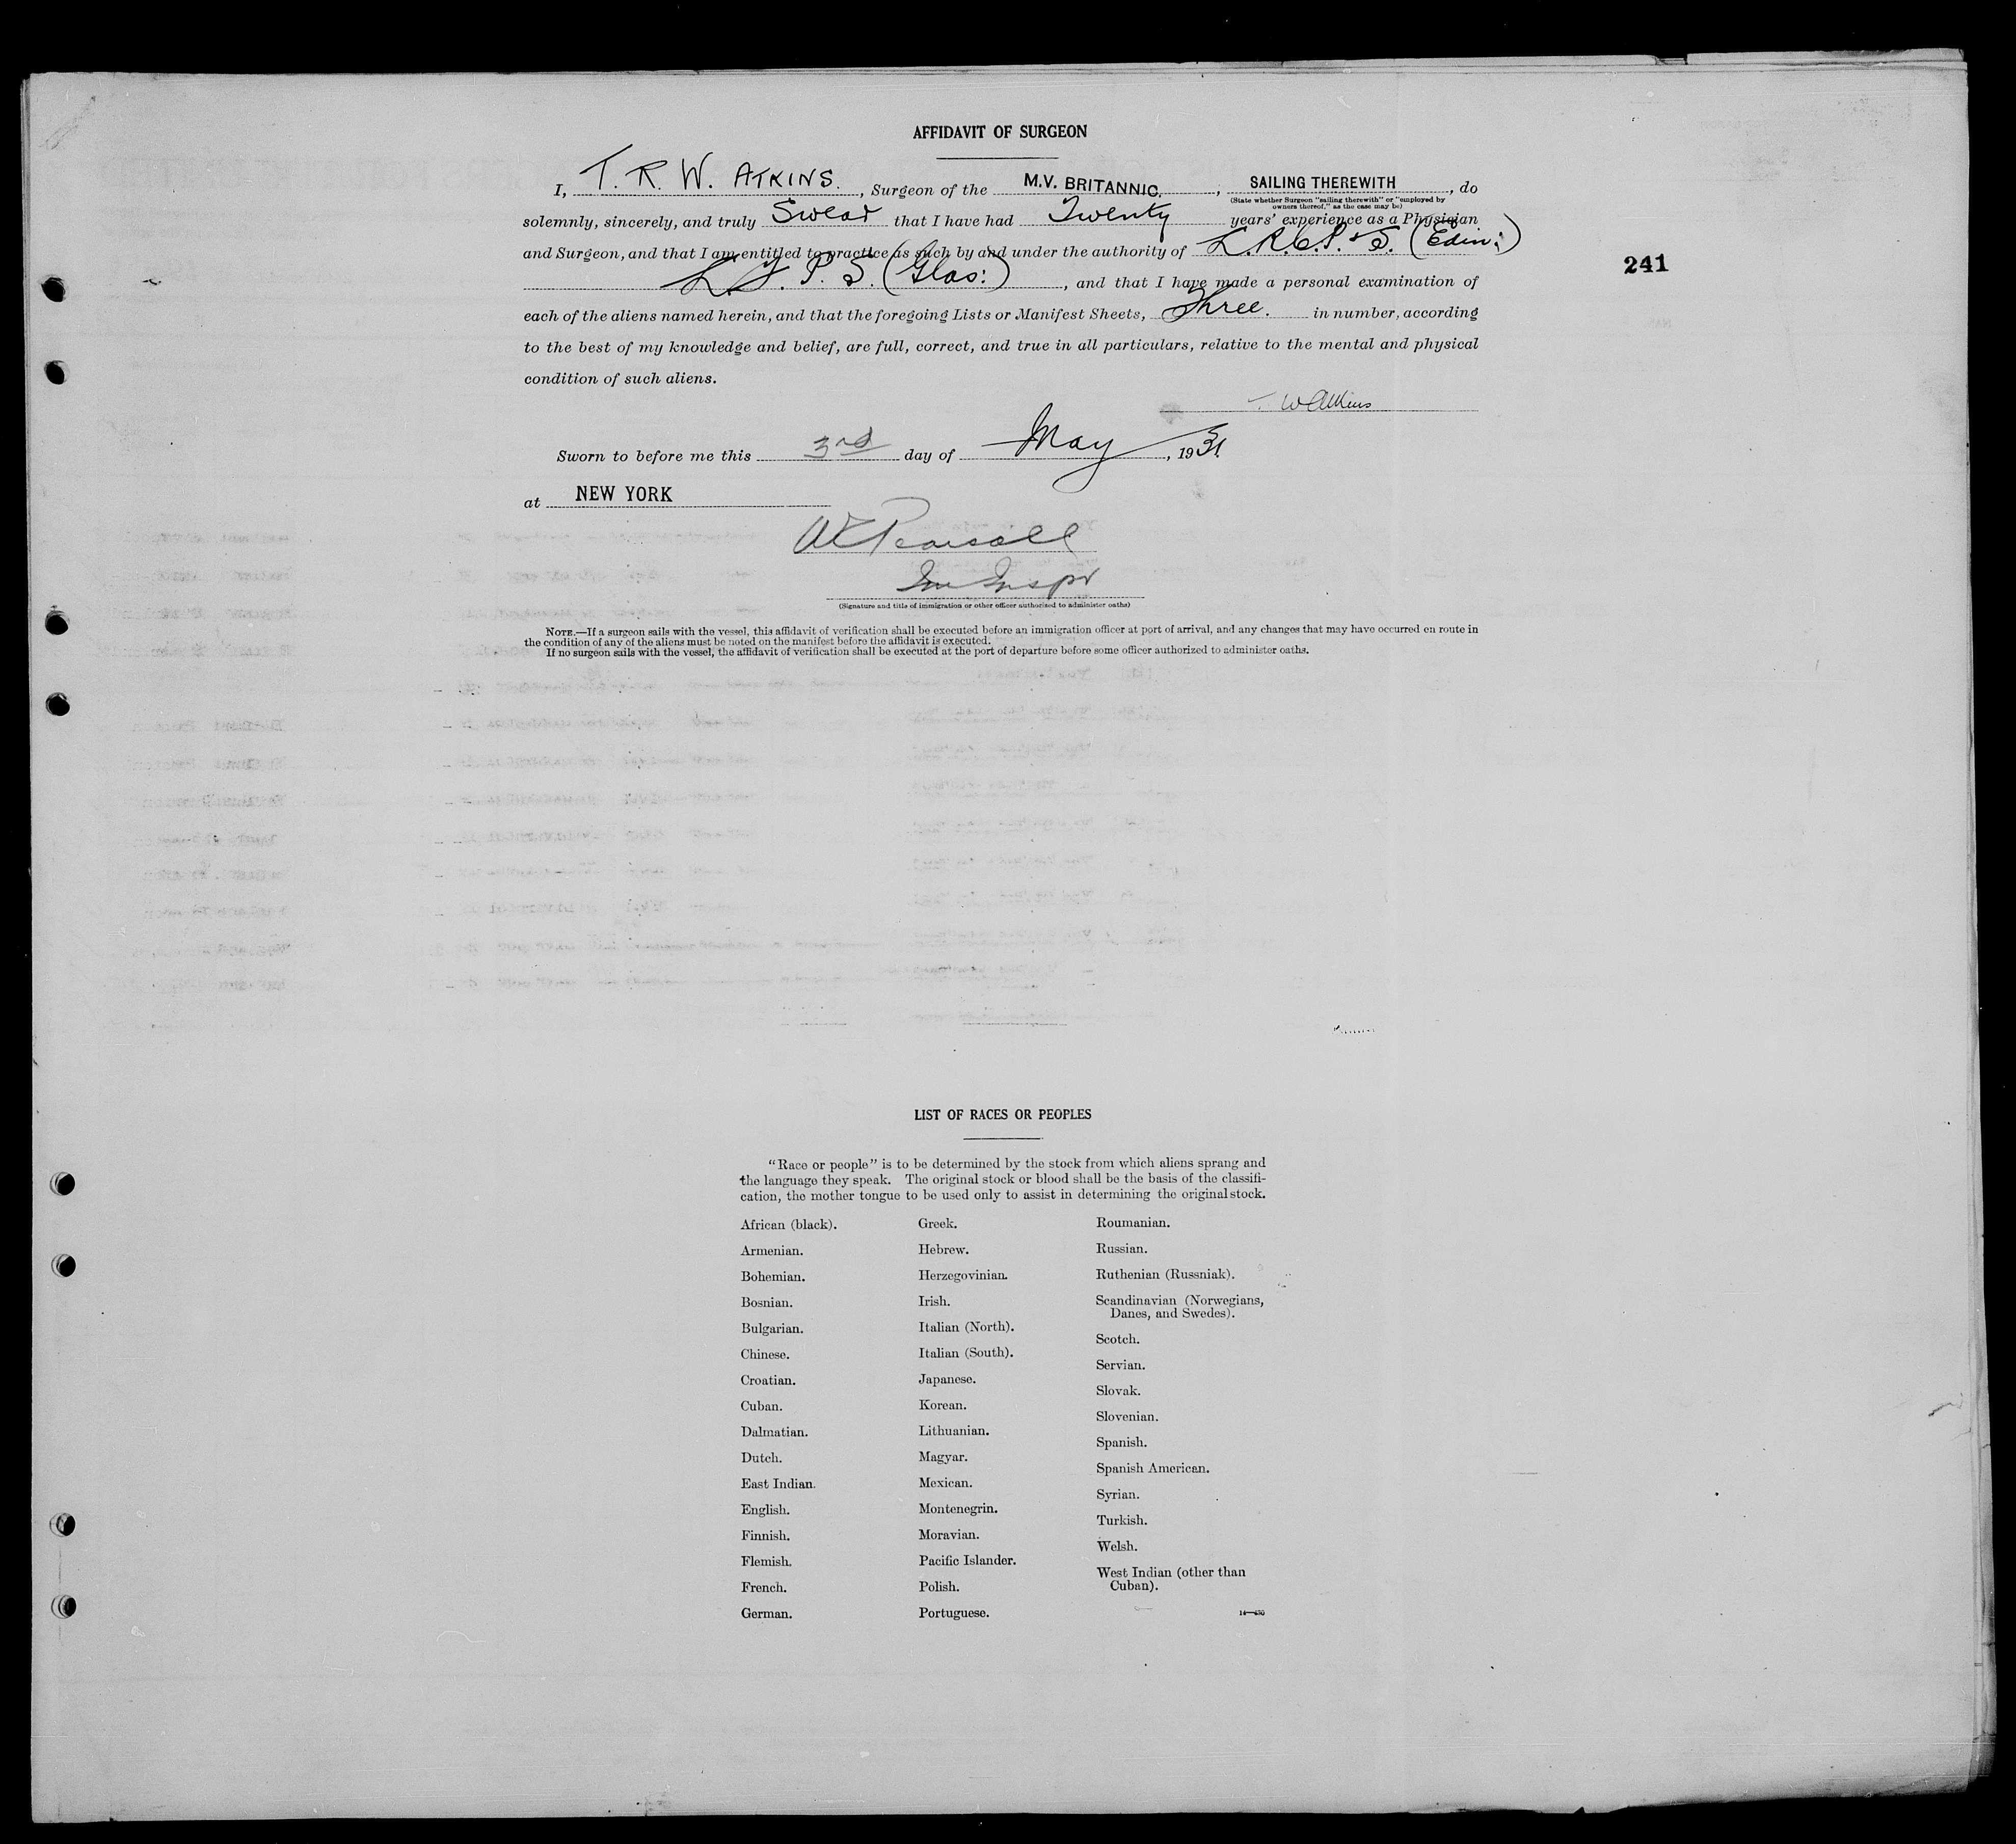 AFFIDAVIT OF SURGEON
I, T. R. W. ATKINS. , Surgeon of the M.V. BRITANNIC. , SAILING THEREWITH , do
(State whether Surgeon "sailing therewith" or "employed by
owners thereof," as the case may be)
solemnly, sincerely, and truly Swear that I have had Twenty years' experience as a Physician
and Surgeon, and that I am entitled to practice as such by and under the authority of L.R.C.P. & S. (Edin:)
241
L.F.P.S. (Glas:) , and that I have made a personal examination of
each of the aliens named herein, and that the foregoing Lists or Manifest Sheets, Three. in number, according
to the best of my knowledge and belief, are full, correct, and true in all particulars, relative to the mental and physical
condition of such aliens.
W Atkins
Sworn to before me this 3rd day of May , 1931.
at NEW YORK
Pearsall
Im Inspr
(Signature and title of immigration or other officer authorized to administer oaths)
NOTE.—If a surgeon sails with the vessel, this affidavit of verification shall be executed before an immigration officer at port of arrival, and any changes that may have occurred en route in
the condition of any of the aliens must be noted on the manifest before the affidavit is executed.
If no surgeon sails with the vessel, the affidavit of verification shall be executed at the port of departure before some officer authorized to administer oaths.
LIST OF RACES OR PEOPLES
"Race or people" is to be determined by the stock from which aliens sprang and
the language they speak. The original stock or blood shall be the basis of the classifi-
cation, the mother tongue to be used only to assist in determining the original stock.
African (black).
Armenian.
Bohemian.
Bosnian.
Bulgarian.
Chinese.
Croatian.
Cuban.
Dalmatian.
Dutch.
East Indian.
English.
Finnish.
Flemish.
French.
German.
Greek.
Hebrew.
Herzegovinian.
Irish.
Italian (North).
Italian (South).
Japanese.
Korean.
Lithuanian.
Magyar.
Mexican.
Montenegrin.
Moravian.
Pacific Islander.
Polish.
Portuguese.
Roumanian.
Russian.
Ruthenian (Russniak).
Scandinavian (Norwegians,
Danes, and Swedes).
Scotch.
Servian.
Slovak.
Slovenian.
Spanish.
Spanish American.
Syrian.
Turkish.
Welsh.
West Indian (other than
Cuban).
14—430